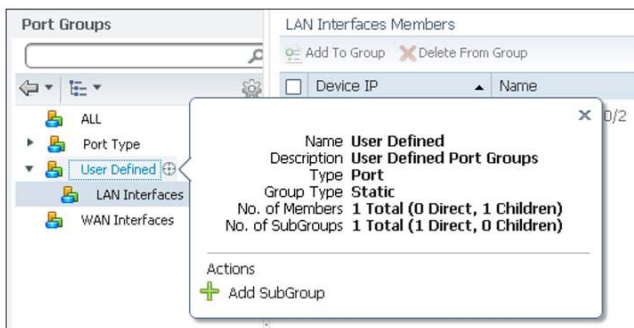 Port Groups
LAN Interfaces Members
Add To Group Delete From Group
Device IP Name
ALL
Port Type
User Defined
LAN Interfaces
WAN Interfaces
0/2
Name User Defined
Description User Defined Port Groups
Type Port
Group Type Static
No. of Members 1 Total (0 Direct, 1 Children)
No. of SubGroups 1 Total (1 Direct, 0 Children)
Actions
Add SubGroup